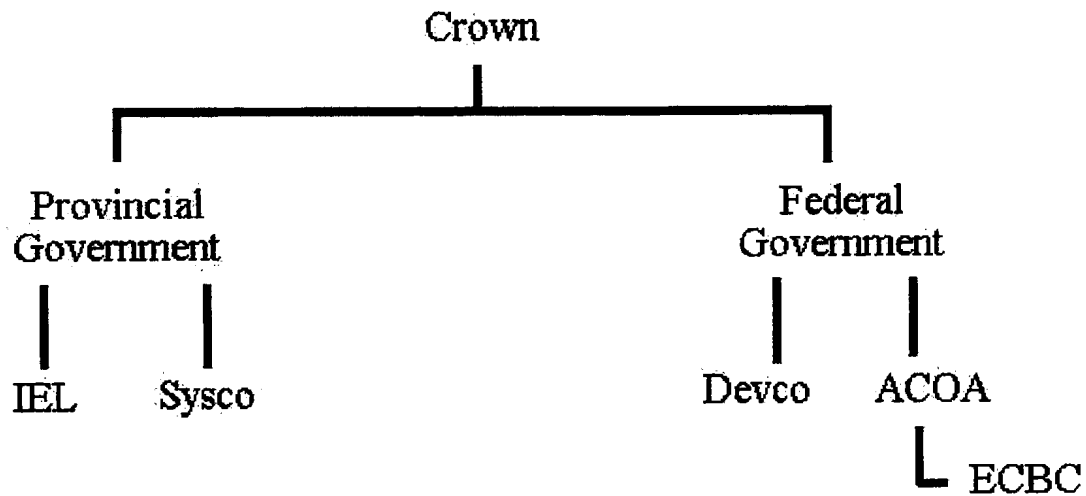 Crown
Provincial
Government
Federal
Government
IEL
Sysco
Devco
ACOA
ECBC